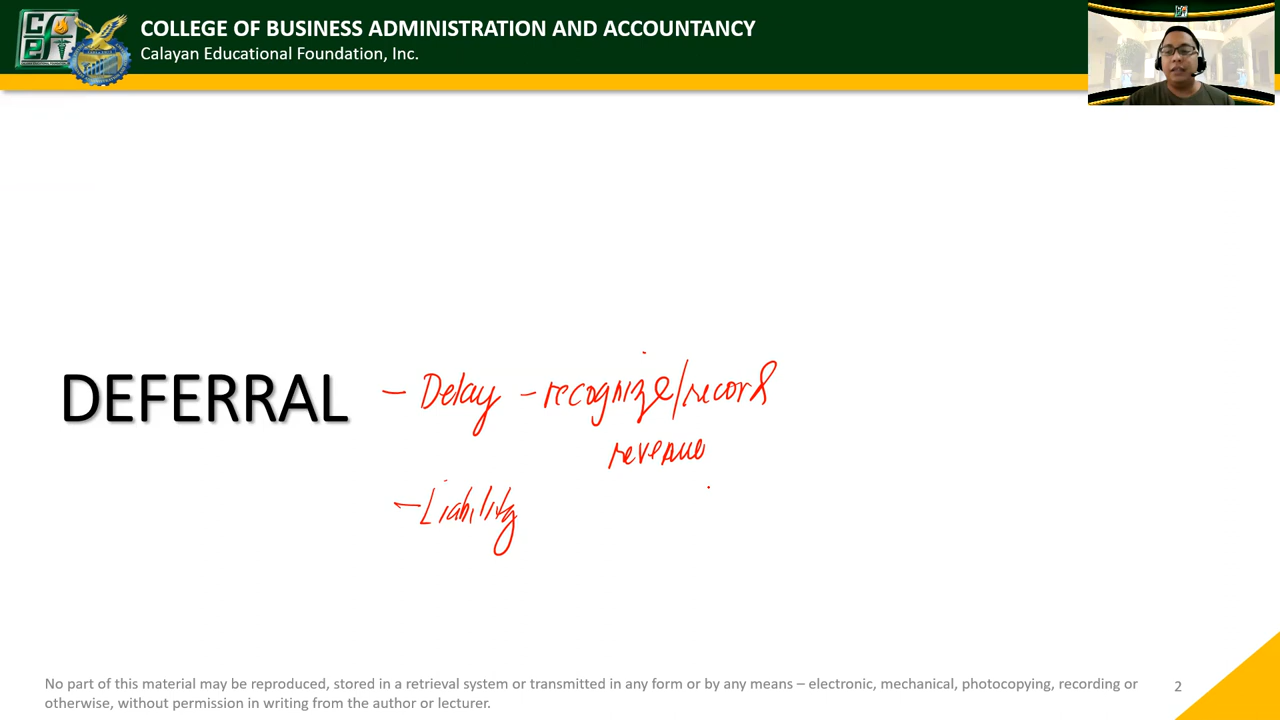 COLLEGE OF BUSINESS ADMINISTRATION AND ACCOUNTANCY
Calayan Educational Foundation, Inc.
DEFERRAL – Delay – recognize/record
revenue
– Liability
No part of this material may be reproduced, stored in a retrieval system or transmitted in any form or by any means – electronic, mechanical, photocopying, recording or
otherwise, without permission in writing from the author or lecturer.
2